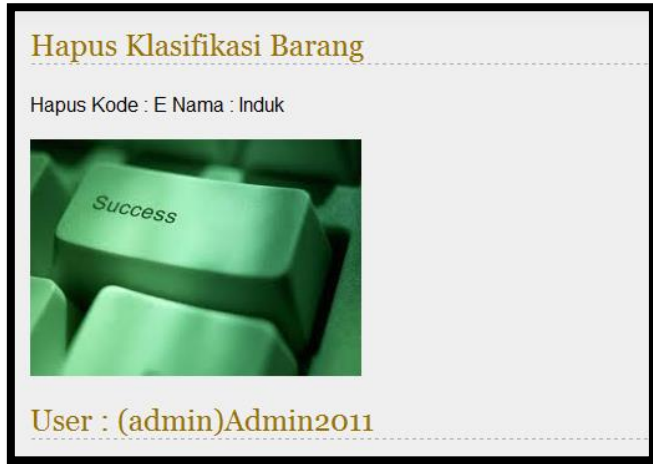 Hapus Klasifikasi Barang
Hapus Kode : E Nama : Induk
Success
User : (admin)Admin2011